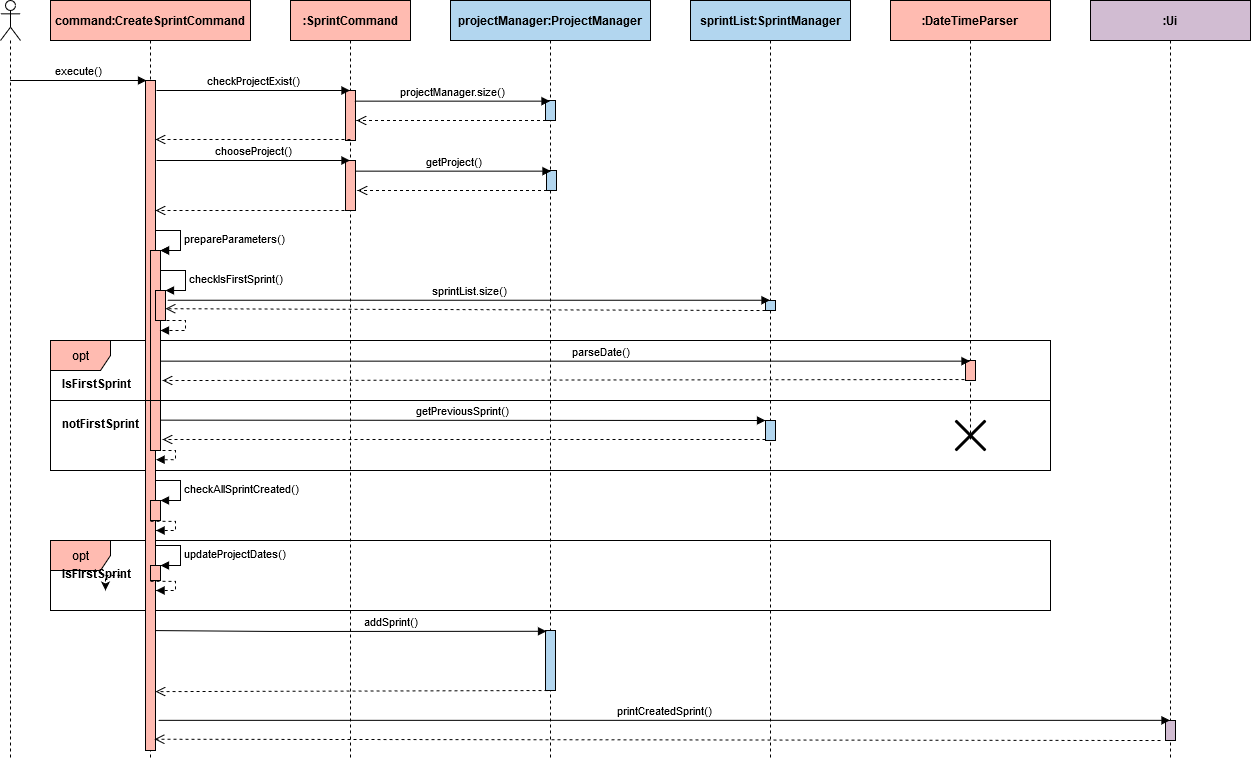 command:CreateSprintCommand
:SprintCommand
projectManager:ProjectManager
sprintList:SprintManager
:DateTimeParser
:Ui
execute()
checkProjectExist()
projectManager.size()
chooseProject()
getProject()
prepareParameters()
checkIsFirstSprint()
sprintList.size()
opt
parseDate()
IsFirstSprint
getPreviousSprint()
notFirstSprint
checkAllSprintCreated()
opt
updateProjectDates()
IsFirstSprint
addSprint()
printCreatedSprint()